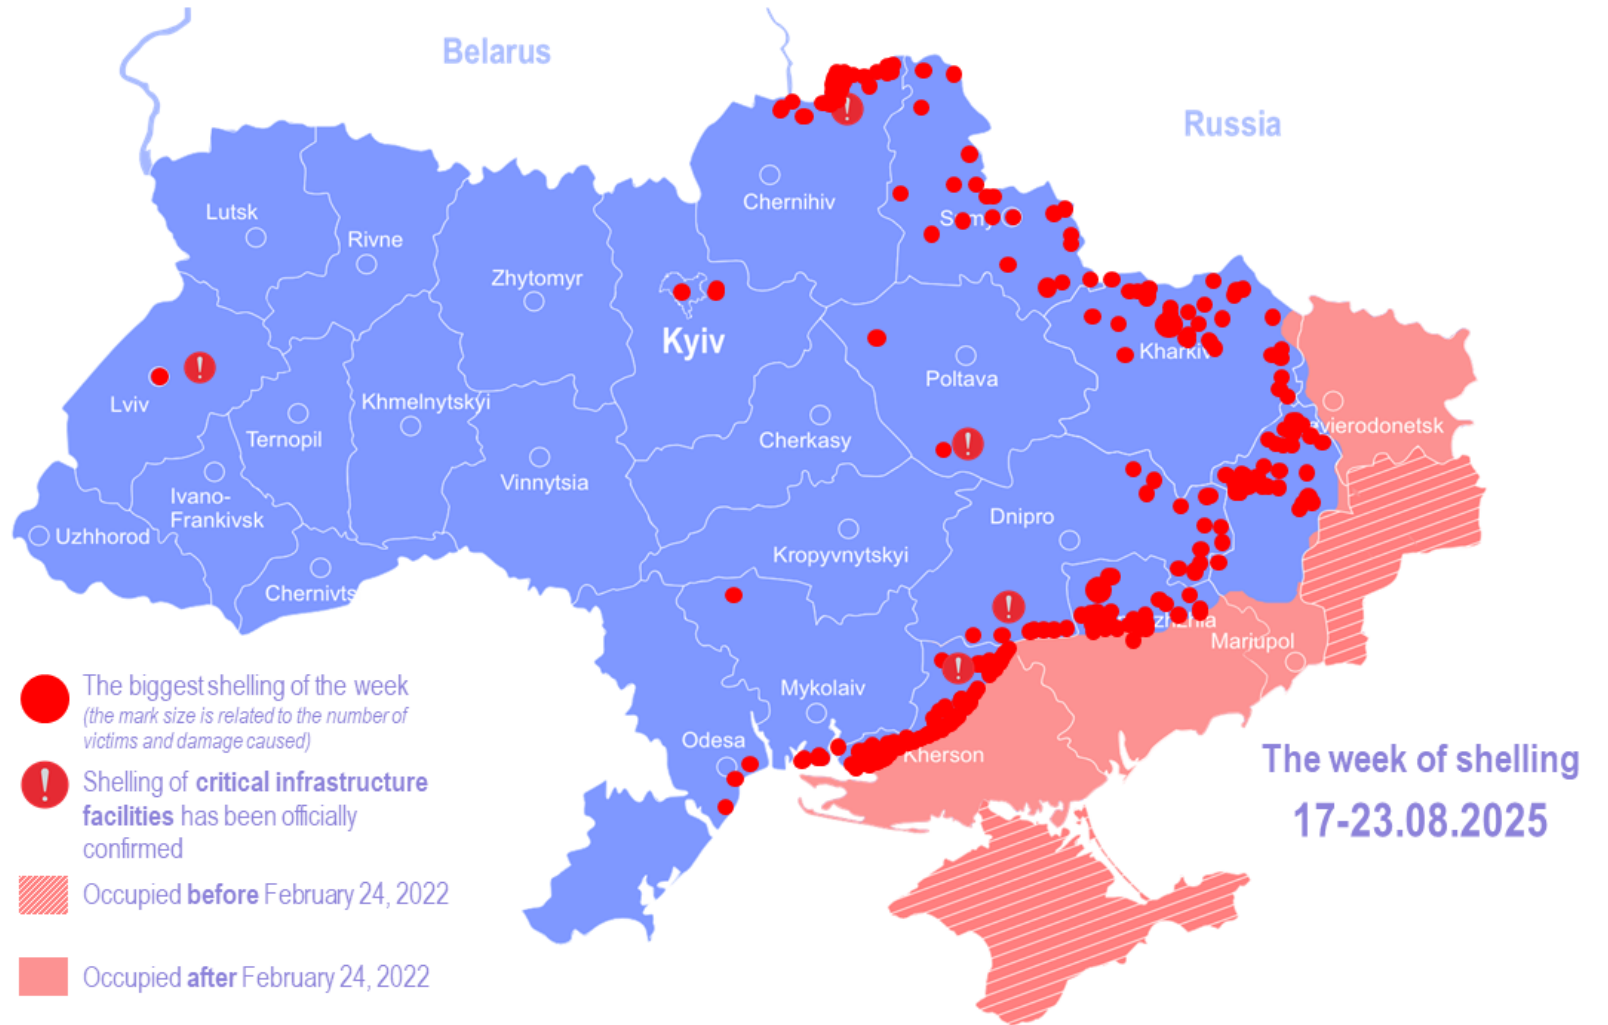 Belarus
Russia
Chernihiv
Lutsk
Sumy
Rivne
Zhytomyr
Kyiv
Kharkiv
Poltava
Lviv
Khmelnytskyi
Ternopil
Cherkasy
evierodonetsk
Vinnytsia
Ivano-
Frankivsk
Dnipro
Uzhhorod
Kropyvnytskyi
Chernivts
zhzhia
Mariupol
Mykolaiv
Odesa
Kherson
The biggest shelling of the week
(the mark size is related to the number of
victims and damage caused)
! Shelling of critical infrastructure
facilities has been officially
confirmed
Occupied before February 24, 2022
Occupied after February 24, 2022
The week of shelling
17-23.08.2025